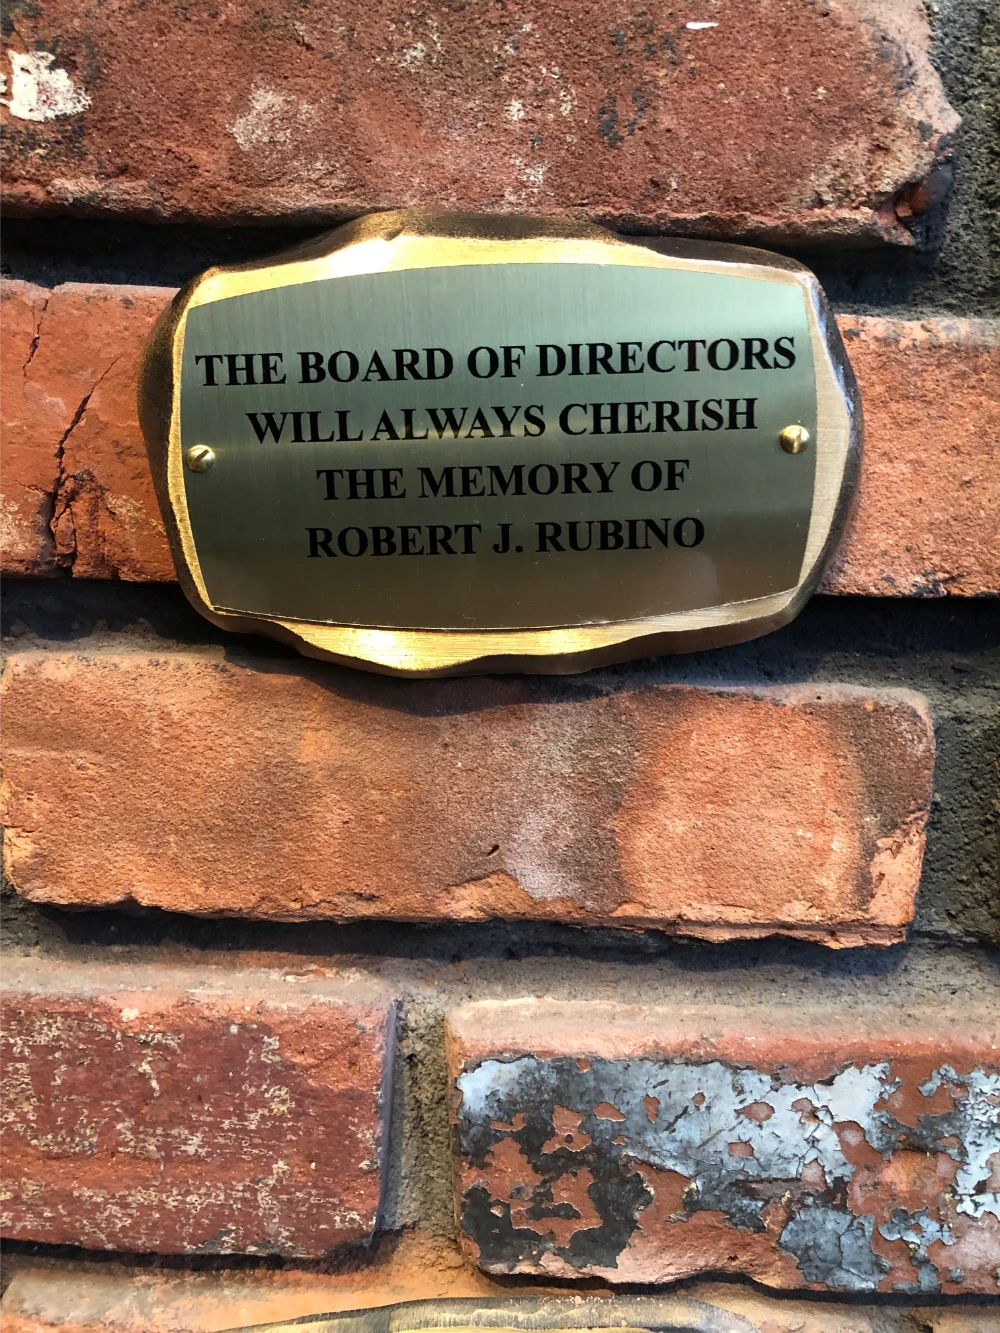 THE BOARD OF DIRECTORS
WILL ALWAYS CHERISH
THE MEMORY OF
ROBERT J. RUBINO